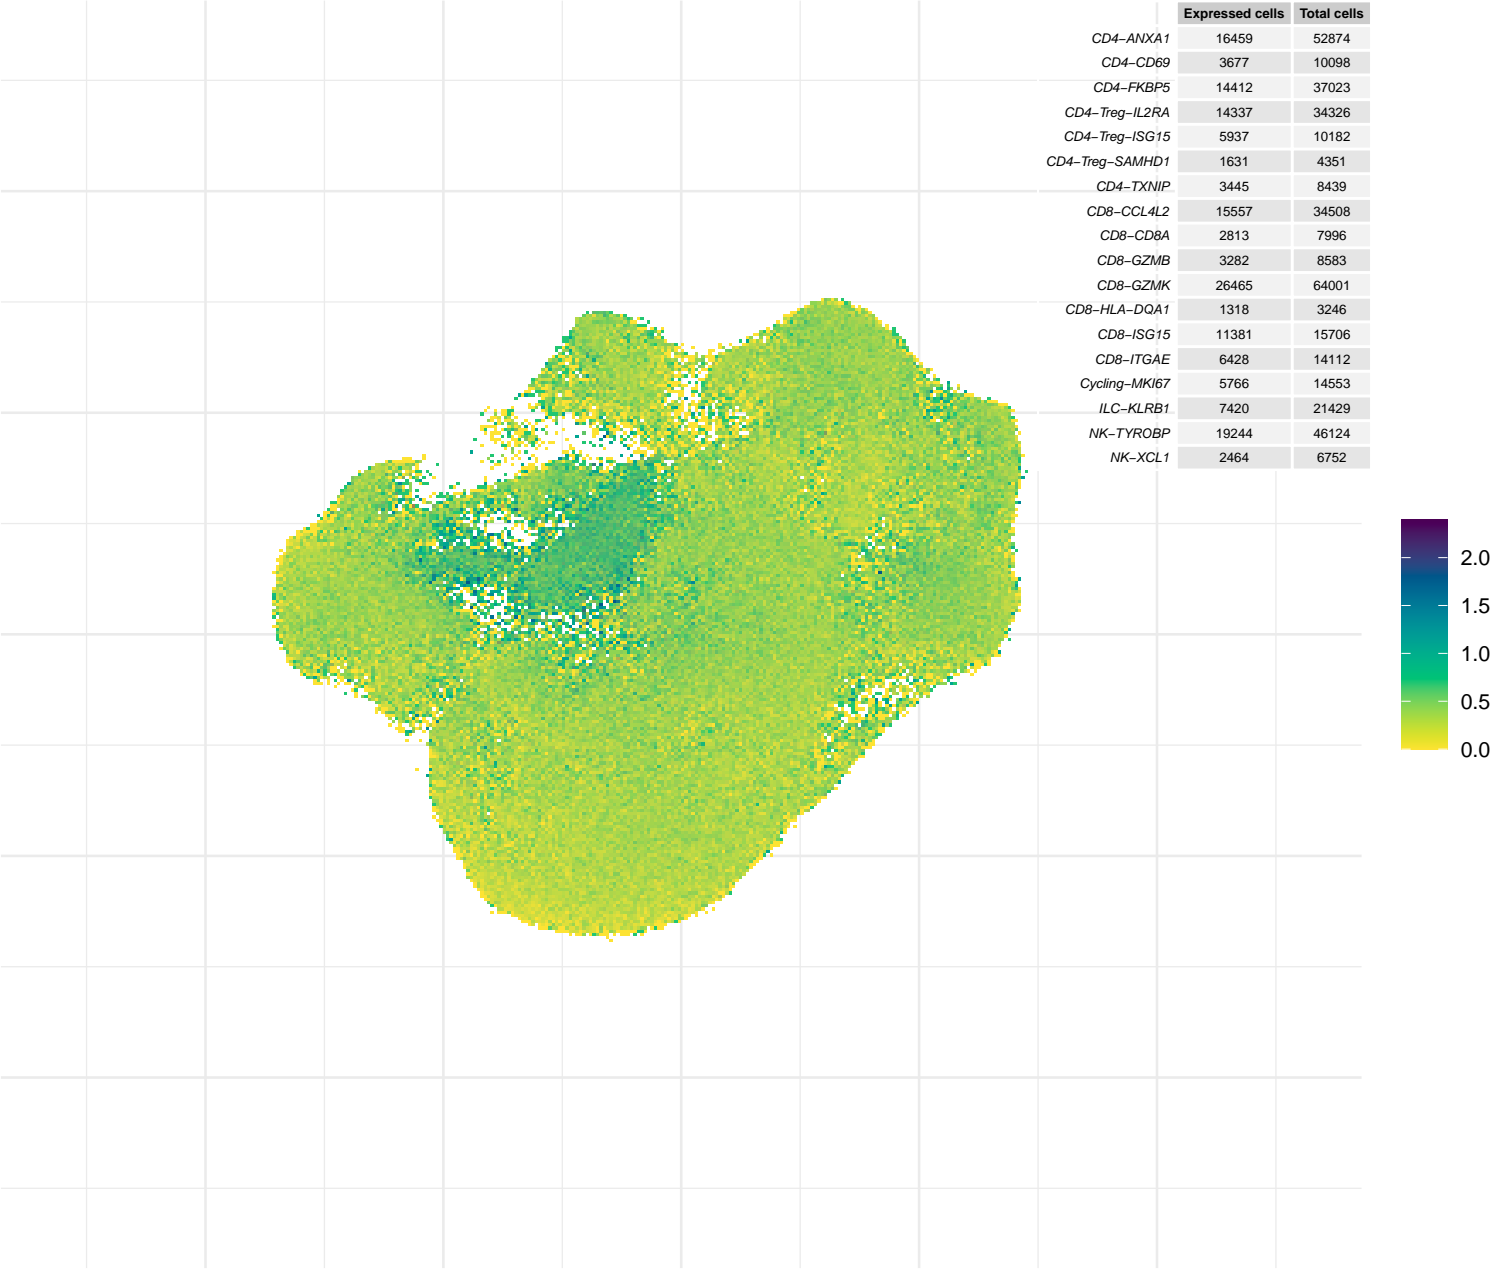 Expressed cells Total cells
CD4−ANXA1 16459 52874
CD4−CD69 3677 10098
CD4−FKBP5 14412 37023
CD4−Treg−IL2RA 14337 34326
CD4−Treg−ISG15 5937 10182
CD4−Treg−SAMHD1 1631 4351
CD4−TXNIP 3445 8439
CD8−CCL4L2 15557 34508
CD8−CD8A 2813 7996
CD8−GZMB 3282 8583
CD8−GZMK 26465 64001
CD8−HLA−DQA1 1318 3246
CD8−ISG15 11381 15706
CD8−ITGAE 6428 14112
Cycling−MKI67 5766 14553
ILC−KLRB1 7420 21429
NK−TYROBP 19244 46124
NK−XCL1 2464 6752
2.0
1.5
1.0
0.5
0.0